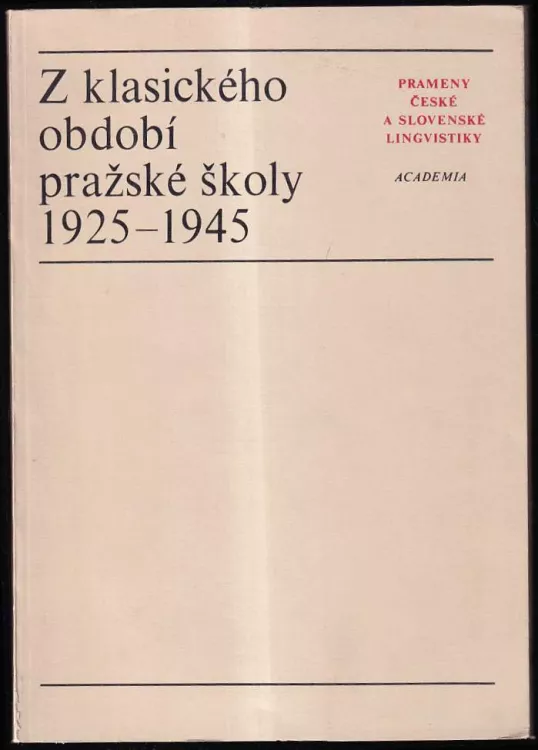 Z klasického
období
pražské školy
1925–1945
PRAMENY
ČESKÉ
A SLOVENSKÉ
LINGVISTIKY
ACADEMIA